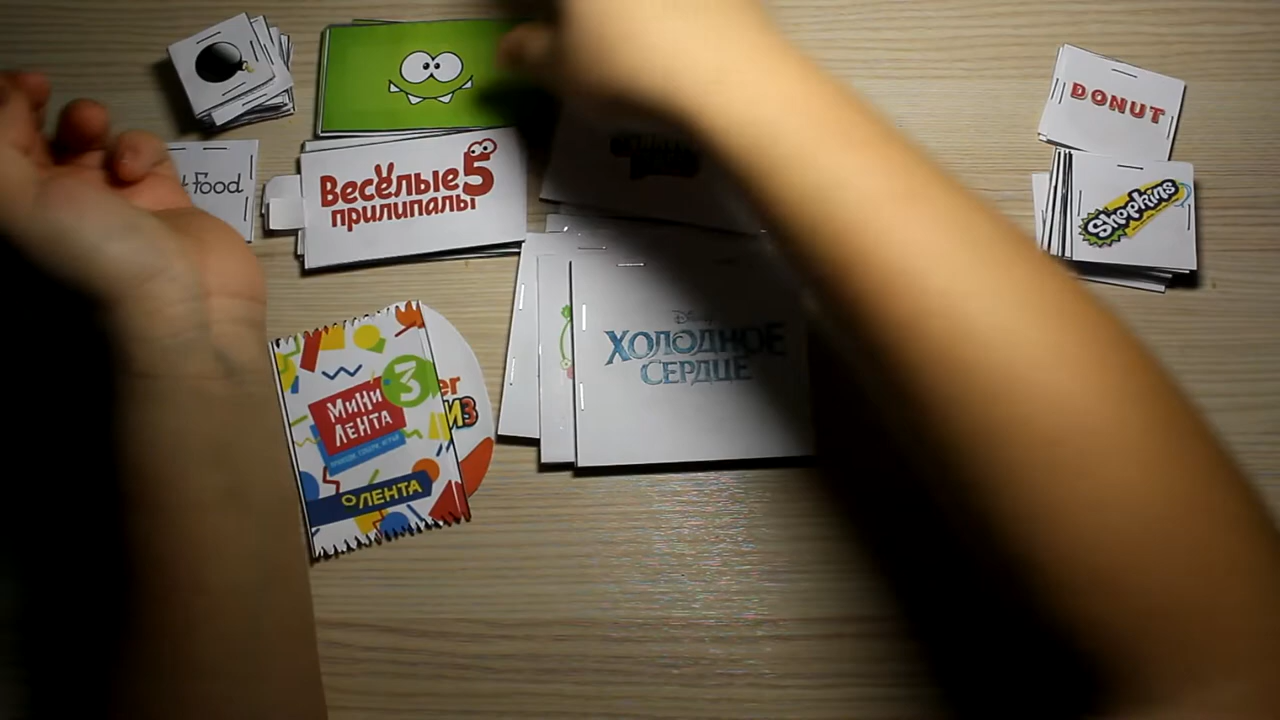 DONUT
Food
Весёлые 5
прилипалы
Shopkins
Disney
ХОЛОДНОЕ
СЕРДЦЕ
3
МИНИ
ЛЕНТА
ЛЕНТА